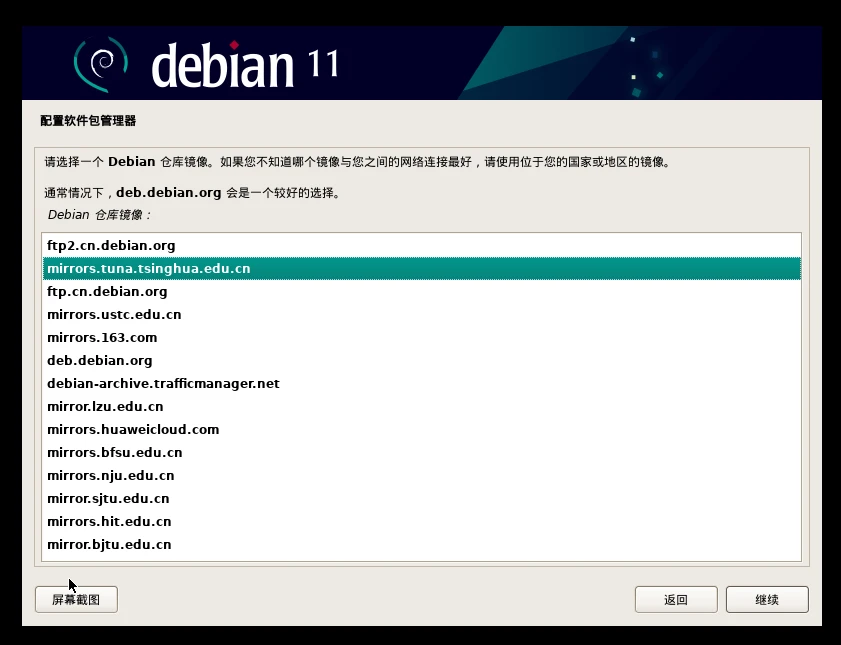 debian 11
配置软件包管理器
请选择一个 Debian 仓库镜像。如果您不知道哪个镜像与您之间的网络连接最好，请使用位于您的国家或地区的镜像。
通常情况下，deb.debian.org 会是一个较好的选择。
Debian 仓库镜像：
ftp2.cn.debian.org
mirrors.tuna.tsinghua.edu.cn
ftp.cn.debian.org
mirrors.ustc.edu.cn
mirrors.163.com
deb.debian.org
debian-archive.trafficmanager.net
mirror.lzu.edu.cn
mirrors.huaweicloud.com
mirrors.bfsu.edu.cn
mirrors.nju.edu.cn
mirror.sjtu.edu.cn
mirrors.hit.edu.cn
mirror.bjtu.edu.cn
屏幕截图 返回 继续